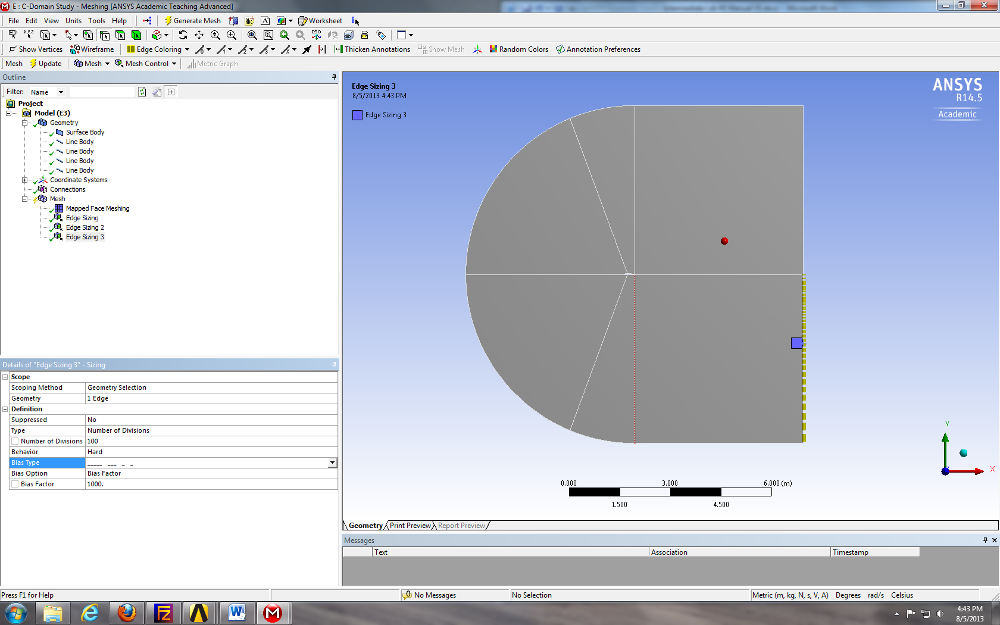 E : C-Domain Study - Meshing [ANSYS Academic Teaching Advanced]
File Edit View Units Tools Help Generate Mesh A Worksheet i
ISO
Show Vertices Wireframe Edge Coloring Thicken Annotations Show Mesh Random Colors Annotation Preferences
Mesh Update Mesh Mesh Control Metric Graph
Outline
Filter: Name
Project
Model (E3)
Geometry
Surface Body
Line Body
Line Body
Line Body
Line Body
Coordinate Systems
Connections
Mesh
Mapped Face Meshing
Edge Sizing
Edge Sizing 2
Edge Sizing 3
Details of "Edge Sizing 3" - Sizing
Scope
Scoping Method Geometry Selection
Geometry 1 Edge
Definition
Suppressed No
Type Number of Divisions
Number of Divisions 100
Behavior Hard
Bias Type _____ ___ _ _
Bias Option Bias Factor
Bias Factor 1000.
Edge Sizing 3
8/5/2013 4:43 PM
Edge Sizing 3
ANSYS
R14.5
Academic
Y
X
0.000 3.000 6.000 (m)
1.500 4.500
Geometry Print Preview Report Preview
Messages
Text Association Timestamp
Press F1 for Help 0 No Messages No Selection Metric (m, kg, N, s, V, A) Degrees rad/s Celsius
4:43 PM
8/5/2013